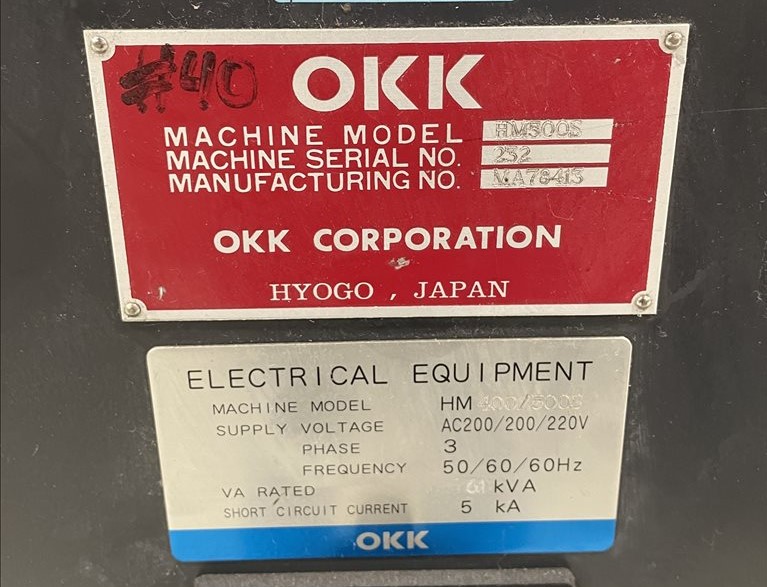 #40 OKK
MACHINE MODEL HM500S
MACHINE SERIAL NO. 232
MANUFACTURING NO. MA78413
OKK CORPORATION
HYOGO , JAPAN
ELECTRICAL EQUIPMENT
MACHINE MODEL HM 400/500S
SUPPLY VOLTAGE AC200/200/220V
PHASE 3
FREQUENCY 50/60/60Hz
VA RATED 61 kVA
SHORT CIRCUIT CURRENT 5 kA
OKK